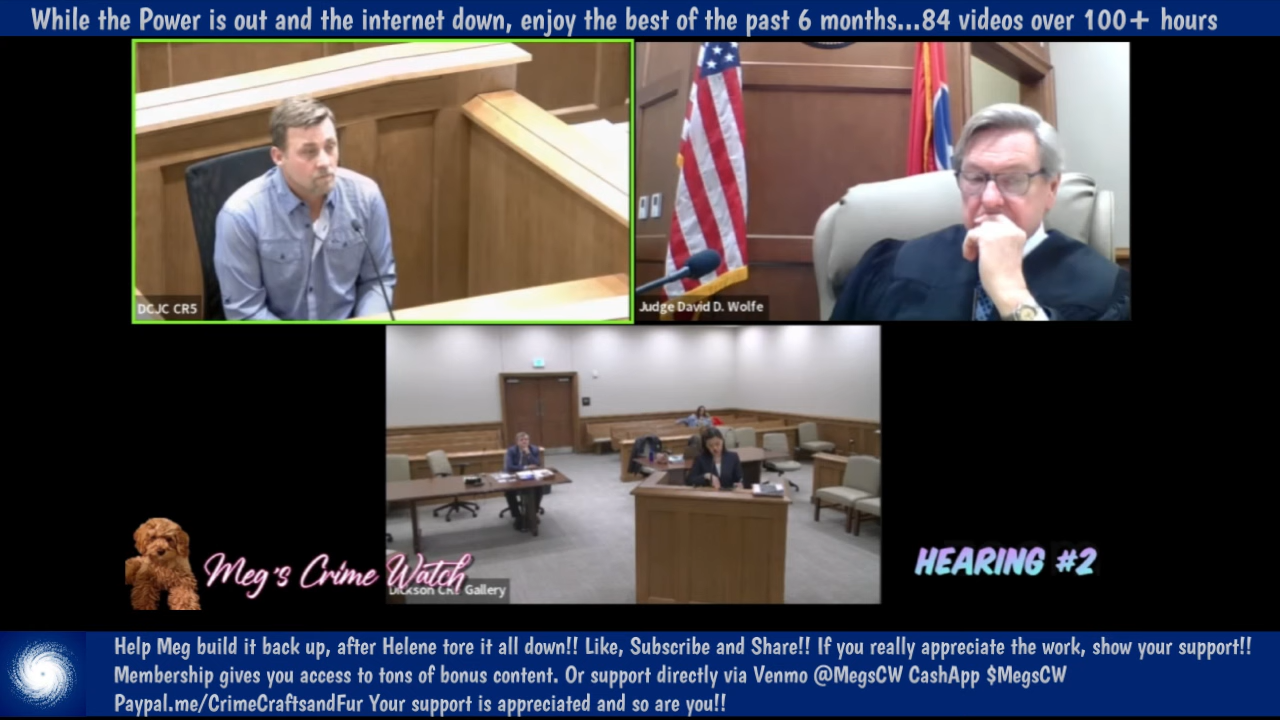 While the Power is out and the internet down, enjoy the best of the past 6 months...84 videos over 100+ hours
DCJC CR5
Judge David D. Wolfe
Meg's Crime Watch
Gallery
HEARING #2
Help Meg build it back up, after Helene tore it all down!! Like, Subscribe and Share!! If you really appreciate the work, show your support!!
Membership gives you access to tons of bonus content. Or support directly via Venmo @MegsCW CashApp $MegsCW
Paypal.me/CrimeCraftsandFur Your support is appreciated and so are you!!